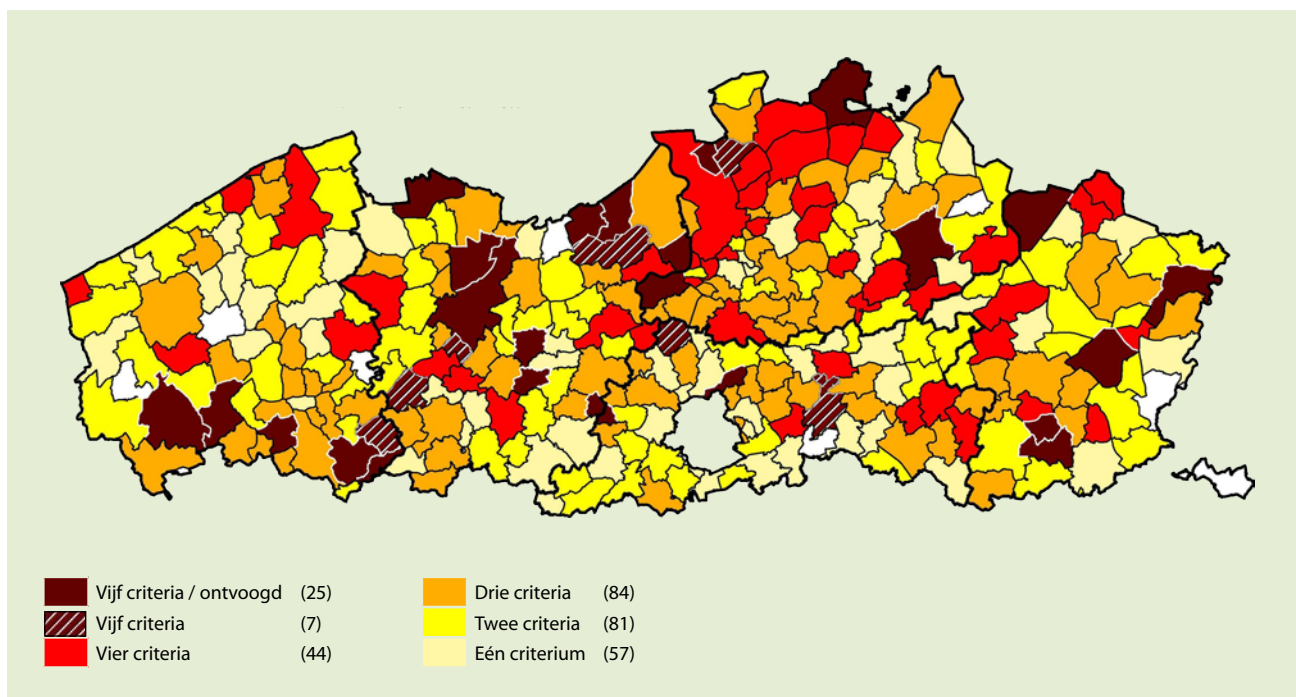 Vijf criteria / ontvoogd (25)
Vijf criteria (7)
Vier criteria (44)
Drie criteria (84)
Twee criteria (81)
Eén criterium (57)